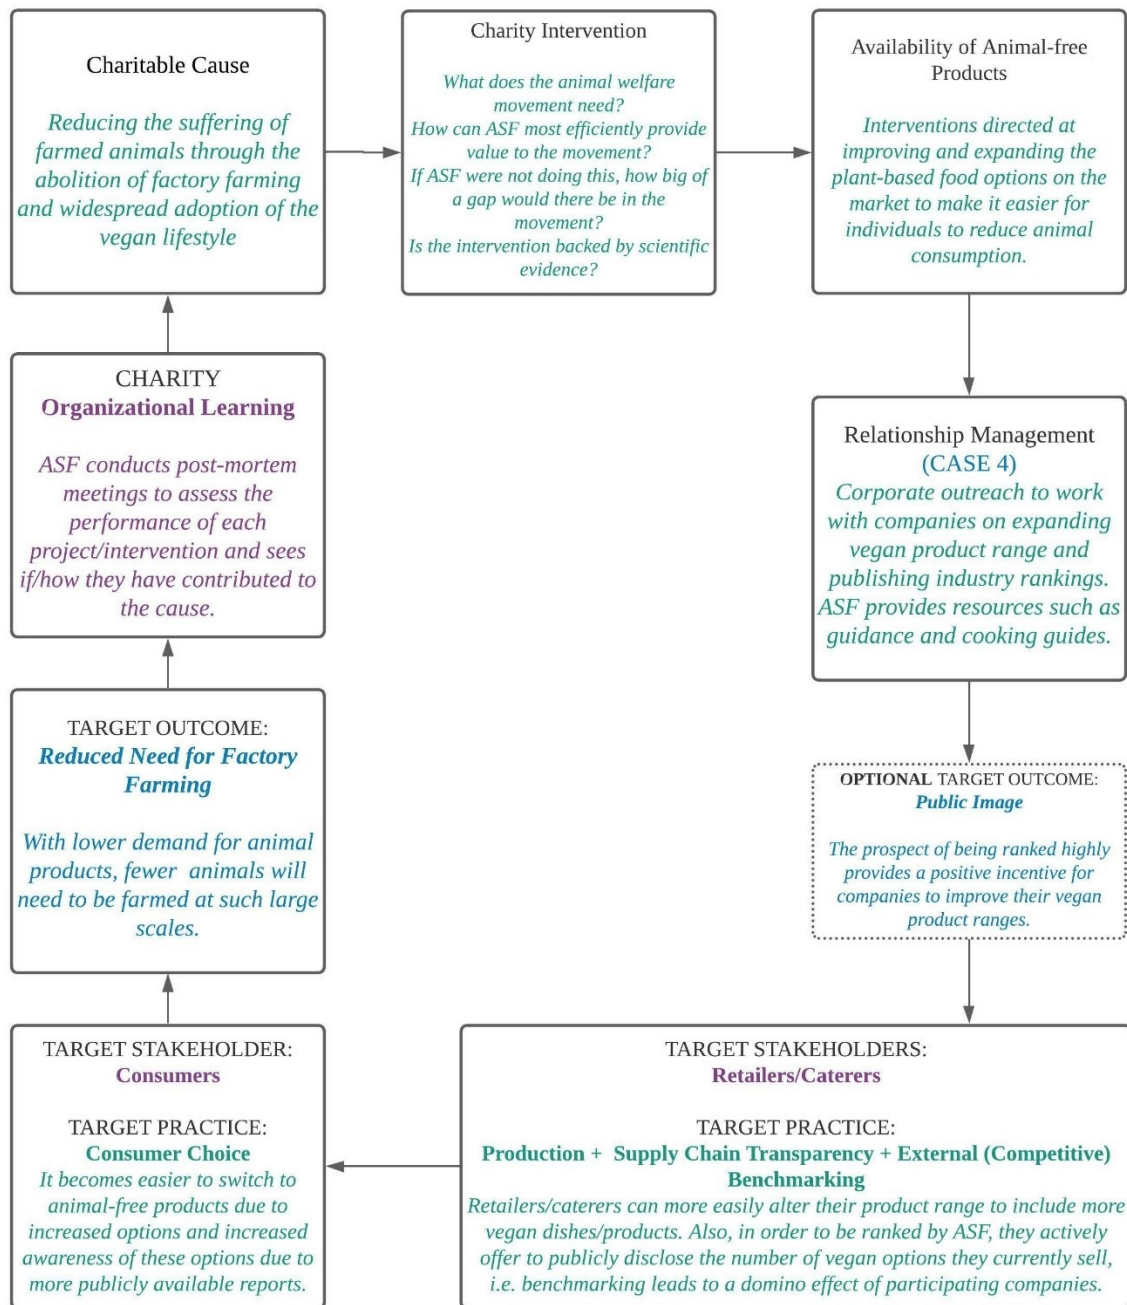 Charitable Cause
Reducing the suffering of
farmed animals through the
abolition of factory farming
and widespread adoption of the
vegan lifestyle
Charity Intervention
What does the animal welfare
movement need?
How can ASF most efficiently provide
value to the movement?
If ASF were not doing this, how big of
a gap would there be in the
movement?
Is the intervention backed by scientific
evidence?
Availability of Animal-free
Products
Interventions directed at
improving and expanding the
plant-based food options on the
market to make it easier for
individuals to reduce animal
consumption.
Relationship Management
(CASE 4)
Corporate outreach to work
with companies on expanding
vegan product range and
publishing industry rankings.
ASF provides resources such as
guidance and cooking guides.
OPTIONAL TARGET OUTCOME:
Public Image
The prospect of being ranked highly
provides a positive incentive for
companies to improve their vegan
product ranges.
TARGET STAKEHOLDERS:
Retailers/Caterers
TARGET PRACTICE:
Production + Supply Chain Transparency + External (Competitive)
Benchmarking
Retailers/caterers can more easily alter their product range to include more
vegan dishes/products. Also, in order to be ranked by ASF, they actively
offer to publicly disclose the number of vegan options they currently sell,
i.e. benchmarking leads to a domino effect of participating companies.
TARGET STAKEHOLDER:
Consumers
TARGET PRACTICE:
Consumer Choice
It becomes easier to switch to
animal-free products due to
increased options and increased
awareness of these options due to
more publicly available reports.
TARGET OUTCOME:
Reduced Need for Factory
Farming
With lower demand for animal
products, fewer animals will
need to be farmed at such large
scales.
CHARITY
Organizational Learning
ASF conducts post-mortem
meetings to assess the
performance of each
project/intervention and sees
if/how they have contributed to
the cause.